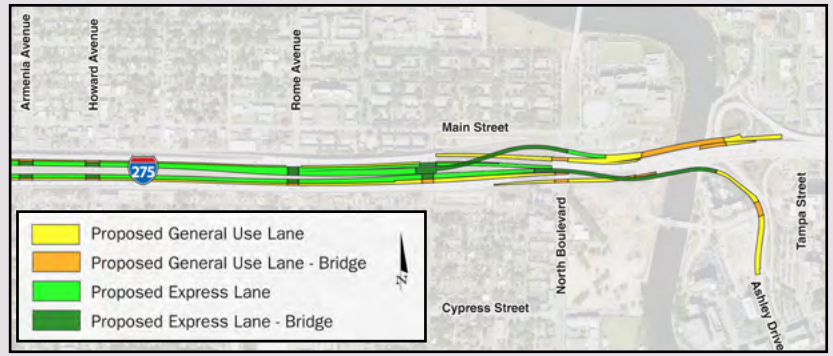 Armenia Avenue
Howard Avenue
Rome Avenue
Main Street
275
North Boulevard
Tampa Street
Cypress Street
Ashley Drive
Proposed General Use Lane
Proposed General Use Lane - Bridge
Proposed Express Lane
Proposed Express Lane - Bridge
N